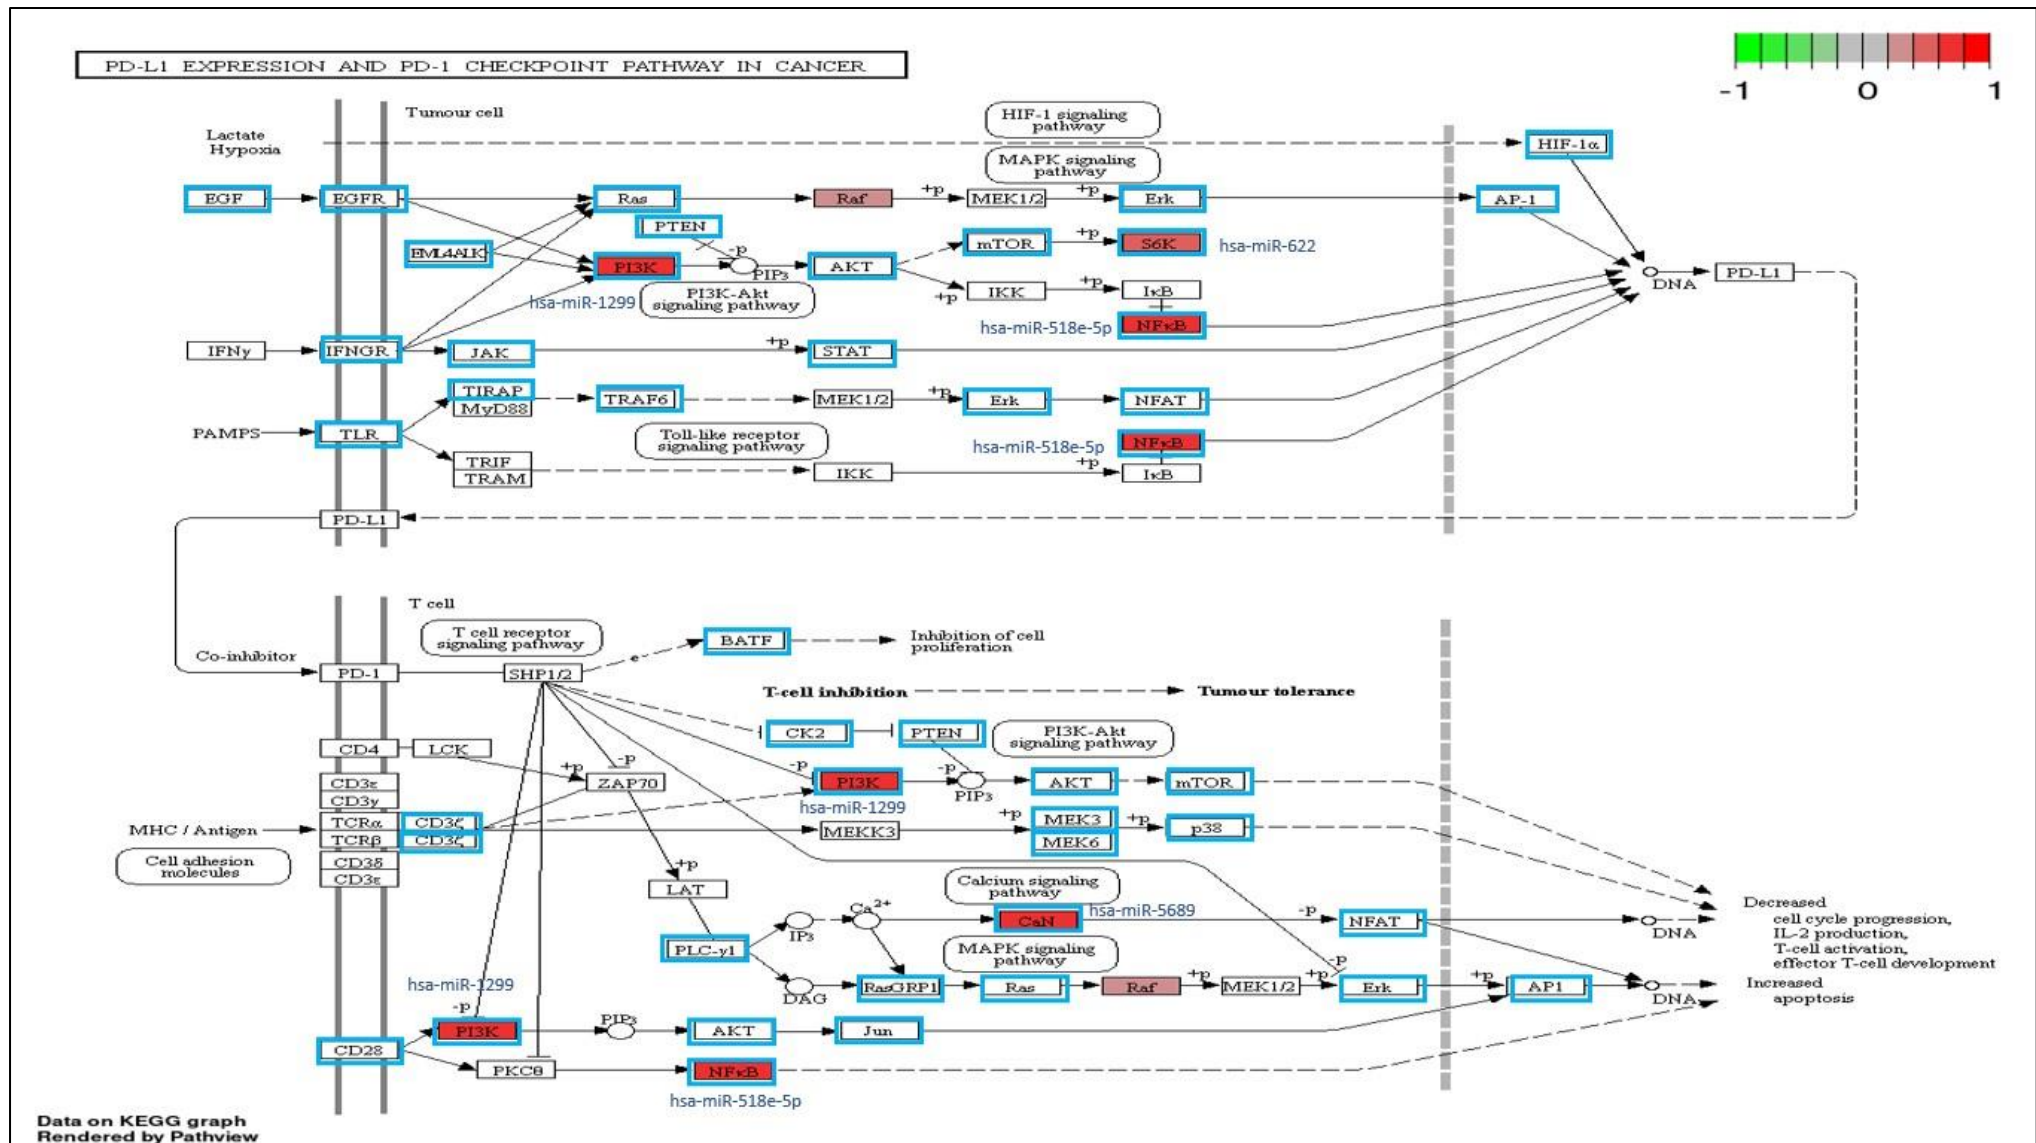 PD-L1 EXPRESSION AND PD-1 CHECKPOINT PATHWAY IN CANCER
-1 0 1
Tumour cell
Lactate
Hypoxia
HIF-1 signaling
pathway
HIF-1α
MAPK signaling
pathway
EGF
EGFR
Ras
Raf
+p
MEK1/2
+p
Erk
AP-1
PTEN
EML4ALK
PI3K
-p
PIP3
AKT
mTOR
+p
S6K
hsa-miR-622
hsa-miR-1299
PI3K-Akt
signaling pathway
+p
IKK
+p
IκB
DNA
PD-L1
hsa-miR-518e-5p
NFκB
IFNγ
IFNGR
JAK
+p
STAT
TIRAP
MyD88
TRAF6
MEK1/2
+p
Erk
NFAT
PAMPS
TLR
Toll-like receptor
signaling pathway
hsa-miR-518e-5p
NFκB
TRIF
TRAM
IKK
+p
IκB
PD-L1
T cell
T cell receptor
signaling pathway
BATF
Inhibition of cell
proliferation
e
Co-inhibitor
PD-1
SHP1/2
T-cell inhibition
Tumour tolerance
CK2
PTEN
PI3K-Akt
signaling pathway
CD4
LCK
+p
-p
ZAP70
-p
PI3K
-p
PIP3
AKT
mTOR
hsa-miR-1299
CD3ε
CD3γ
MHC / Antigen
TCRα
CD3ζ
TCRβ
CD3ζ
CD3δ
CD3ε
Cell adhesion
molecules
MEKK3
+p
MEK3
MEK6
+p
p38
+p
LAT
Calcium signaling
pathway
Ca2+
IP3
CaN
hsa-miR-5689
-p
NFAT
DNA
Decreased
cell cycle progression,
IL-2 production,
T-cell activation,
effector T-cell development
PLC-γ1
MAPK signaling
pathway
DAG
RasGRP1
Ras
Raf
+p
MEK1/2
+p
-p
Erk
+p
AP1
DNA
Increased
apoptosis
hsa-miR-1299
-p
PI3K
PIP3
AKT
Jun
CD28
PKCθ
NFκB
hsa-miR-518e-5p
Data on KEGG graph
Rendered by Pathview